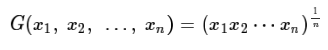 G(x₁, x₂, …, xₙ) = (x₁x₂⋯xₙ)^{1/n}